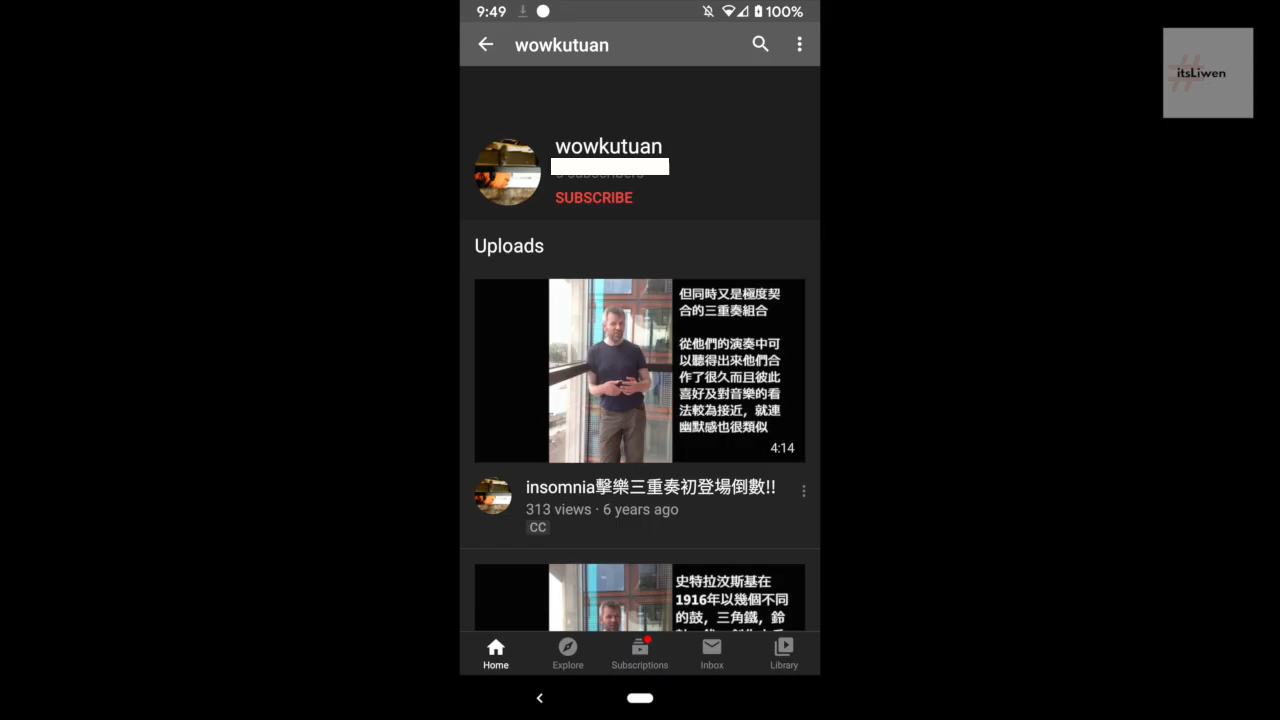 9:49
100%
wowkutuan
#itsLiwen
wowkutuan
subscribers
SUBSCRIBE
Uploads
但同時又是極度契
合的三重奏組合
從他們的演奏中可
以聽得出來他們合
作了很久而且彼此
喜好及對音樂的看
法較為接近，就連
幽默感也很類似
4:14
insomnia擊樂三重奏初登場倒數!!
313 views · 6 years ago
CC
史特拉汶斯基在
1916年以幾個不同
的鼓，三角鐵，鈴
Home
Explore
Subscriptions
Inbox
Library